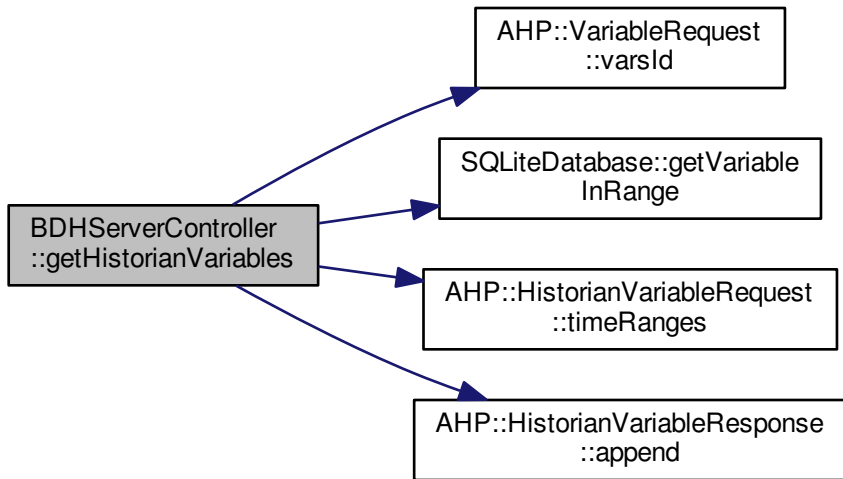 AHP::VariableRequest
::varsId
SQLiteDatabase::getVariable
InRange
BDHServerController
::getHistorianVariables
AHP::HistorianVariableRequest
::timeRanges
AHP::HistorianVariableResponse
::append